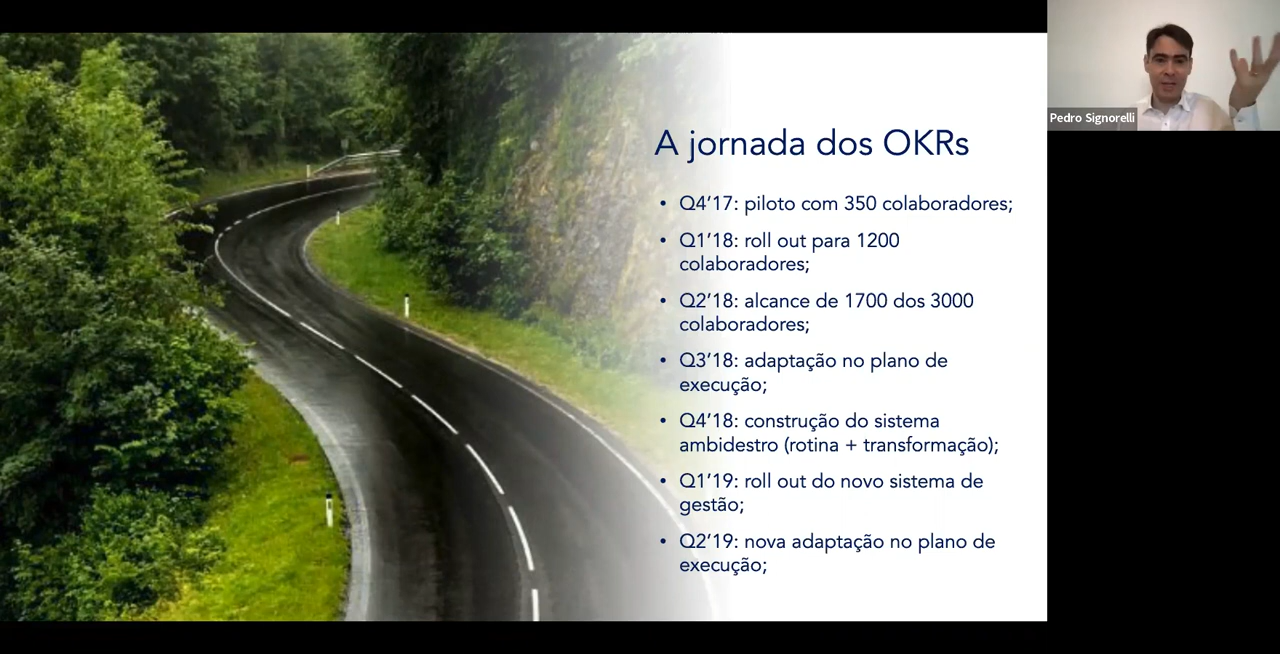 A jornada dos OKRs
• Q4’17: piloto com 350 colaboradores;
• Q1’18: roll out para 1200
colaboradores;
• Q2’18: alcance de 1700 dos 3000
colaboradores;
• Q3’18: adaptação no plano de
execução;
• Q4’18: construção do sistema
ambidestro (rotina + transformação);
• Q1’19: roll out do novo sistema de
gestão;
• Q2’19: nova adaptação no plano de
execução;
Pedro Signorelli